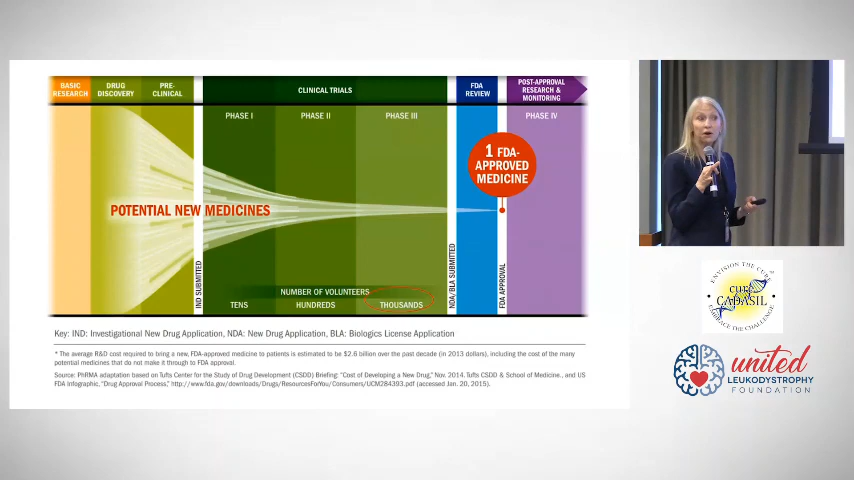 BASIC
RESEARCH
DRUG
DISCOVERY
PRE-
CLINICAL
CLINICAL TRIALS
FDA
REVIEW
POST-APPROVAL
RESEARCH &
MONITORING
PHASE I
PHASE II
PHASE III
PHASE IV
1 FDA-
APPROVED
MEDICINE
POTENTIAL NEW MEDICINES
IND SUBMITTED
NDA/BLA SUBMITTED
FDA APPROVAL
NUMBER OF VOLUNTEERS
TENS
HUNDREDS
THOUSANDS
Key: IND: Investigational New Drug Application, NDA: New Drug Application, BLA: Biologics License Application
* The average R&D cost required to bring a new, FDA-approved medicine to patients is estimated to be $2.6 billion over the past decade (in 2013 dollars), including the cost of the many
potential medicines that do not make it through to FDA approval.
Source: PhRMA adaptation based on Tufts Center for the Study of Drug Development (CSDD) Briefing: "Cost of Developing a New Drug," Nov. 2014. Tufts CSDD & School of Medicine., and US
FDA Infographic, "Drug Approval Process," http://www.fda.gov/downloads/Drugs/ResourcesForYou/Consumers/UCM284393.pdf (accessed Jan. 20, 2015).
ENVISION THE CURE
cure
CADASIL
EMBRACE THE CHALLENGE
united
LEUKODYSTROPHY
FOUNDATION